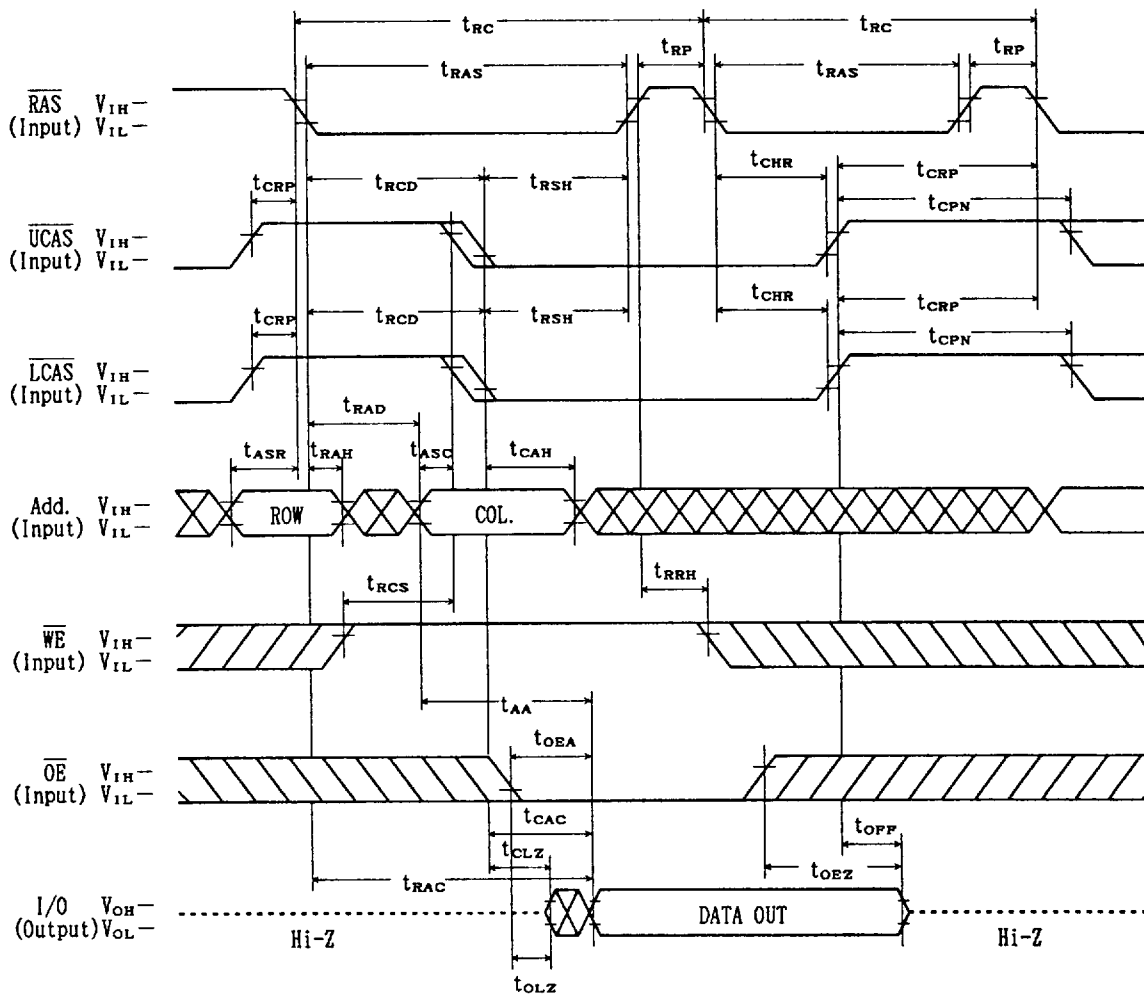 tRC tRC
tRP tRP
tRAS tRAS
RAS VIH
(Input) VIL
tCHR tCRP
tCRP tRCD tRSH
tCPN
UCAS VIH
(Input) VIL
tCHR tCRP
tCRP tRCD tRSH
tCPN
LCAS VIH
(Input) VIL
tRAD
tASR tRAH tASC tCAH
Add. VIH
(Input) VIL
ROW COL.
tRCS tRRH
WE VIH
(Input) VIL
tAA
tOEA
OE VIH
(Input) VIL
tCAC
tOFF
tCLZ
tOEZ
tRAC
I/O VOH
(Output) VOL
DATA OUT
Hi-Z Hi-Z
tOLZ